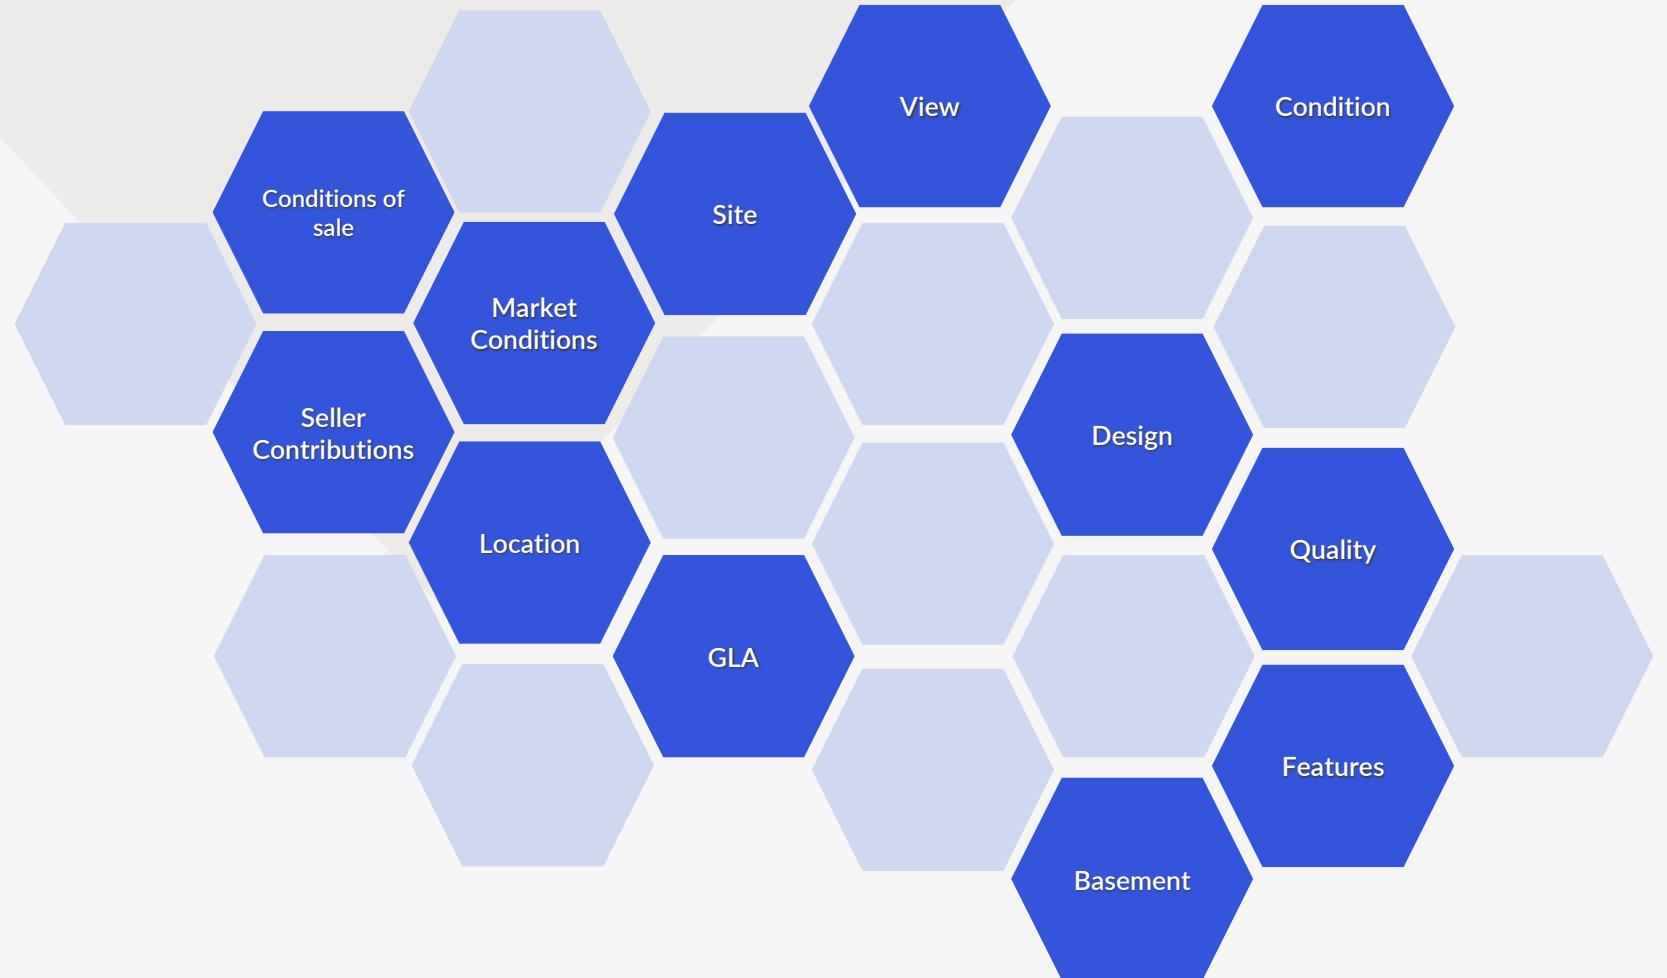 View
Condition
Conditions of
sale
Site
Market
Conditions
Seller
Contributions
Design
Location
Quality
GLA
Features
Basement